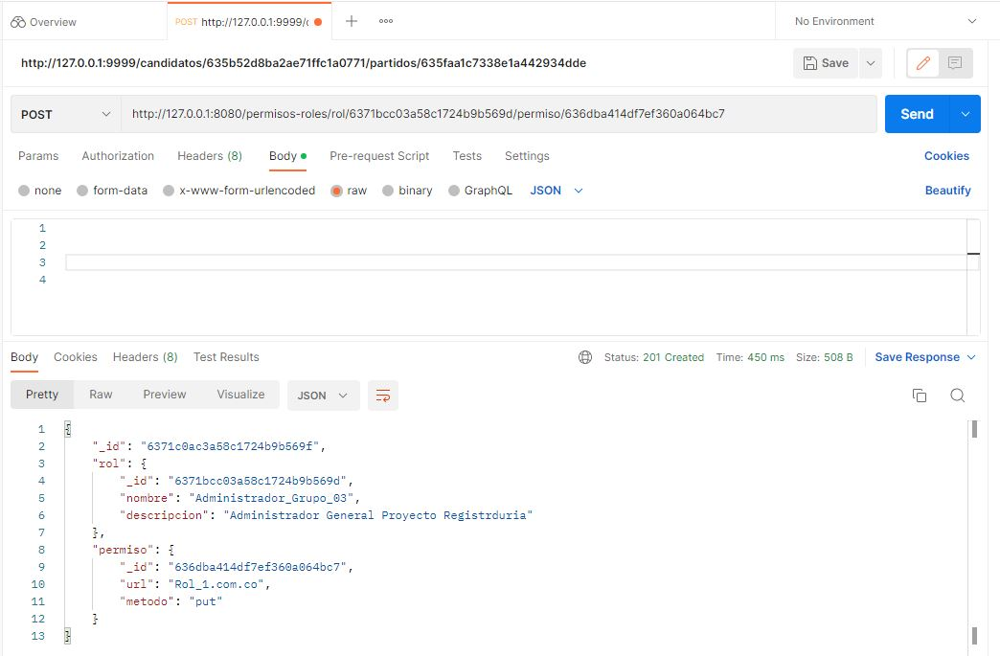 Overview
POST http://127.0.0.1:9999/c
No Environment
http://127.0.0.1:9999/candidatos/635b52d8ba2ae71ffc1a0771/partidos/635faa1c7338e1a442934dde
Save
POST
http://127.0.0.1:8080/permisos-roles/rol/6371bcc03a58c1724b9b569d/permiso/636dba414df7ef360a064bc7
Send
Params Authorization Headers (8) Body Pre-request Script Tests Settings Cookies
none form-data x-www-form-urlencoded raw binary GraphQL JSON Beautify
1
2
3
4
Body Cookies Headers (8) Test Results Status: 201 Created Time: 450 ms Size: 508 B Save Response
Pretty Raw Preview Visualize JSON
1 {
2 "_id": "6371c0ac3a58c1724b9b569f",
3 "rol": {
4 "_id": "6371bcc03a58c1724b9b569d",
5 "nombre": "Administrador_Grupo_03",
6 "descripcion": "Administrador General Proyecto Registrduria"
7 },
8 "permiso": {
9 "_id": "636dba414df7ef360a064bc7",
10 "url": "Rol_1.com.co",
11 "metodo": "put"
12 }
13 }